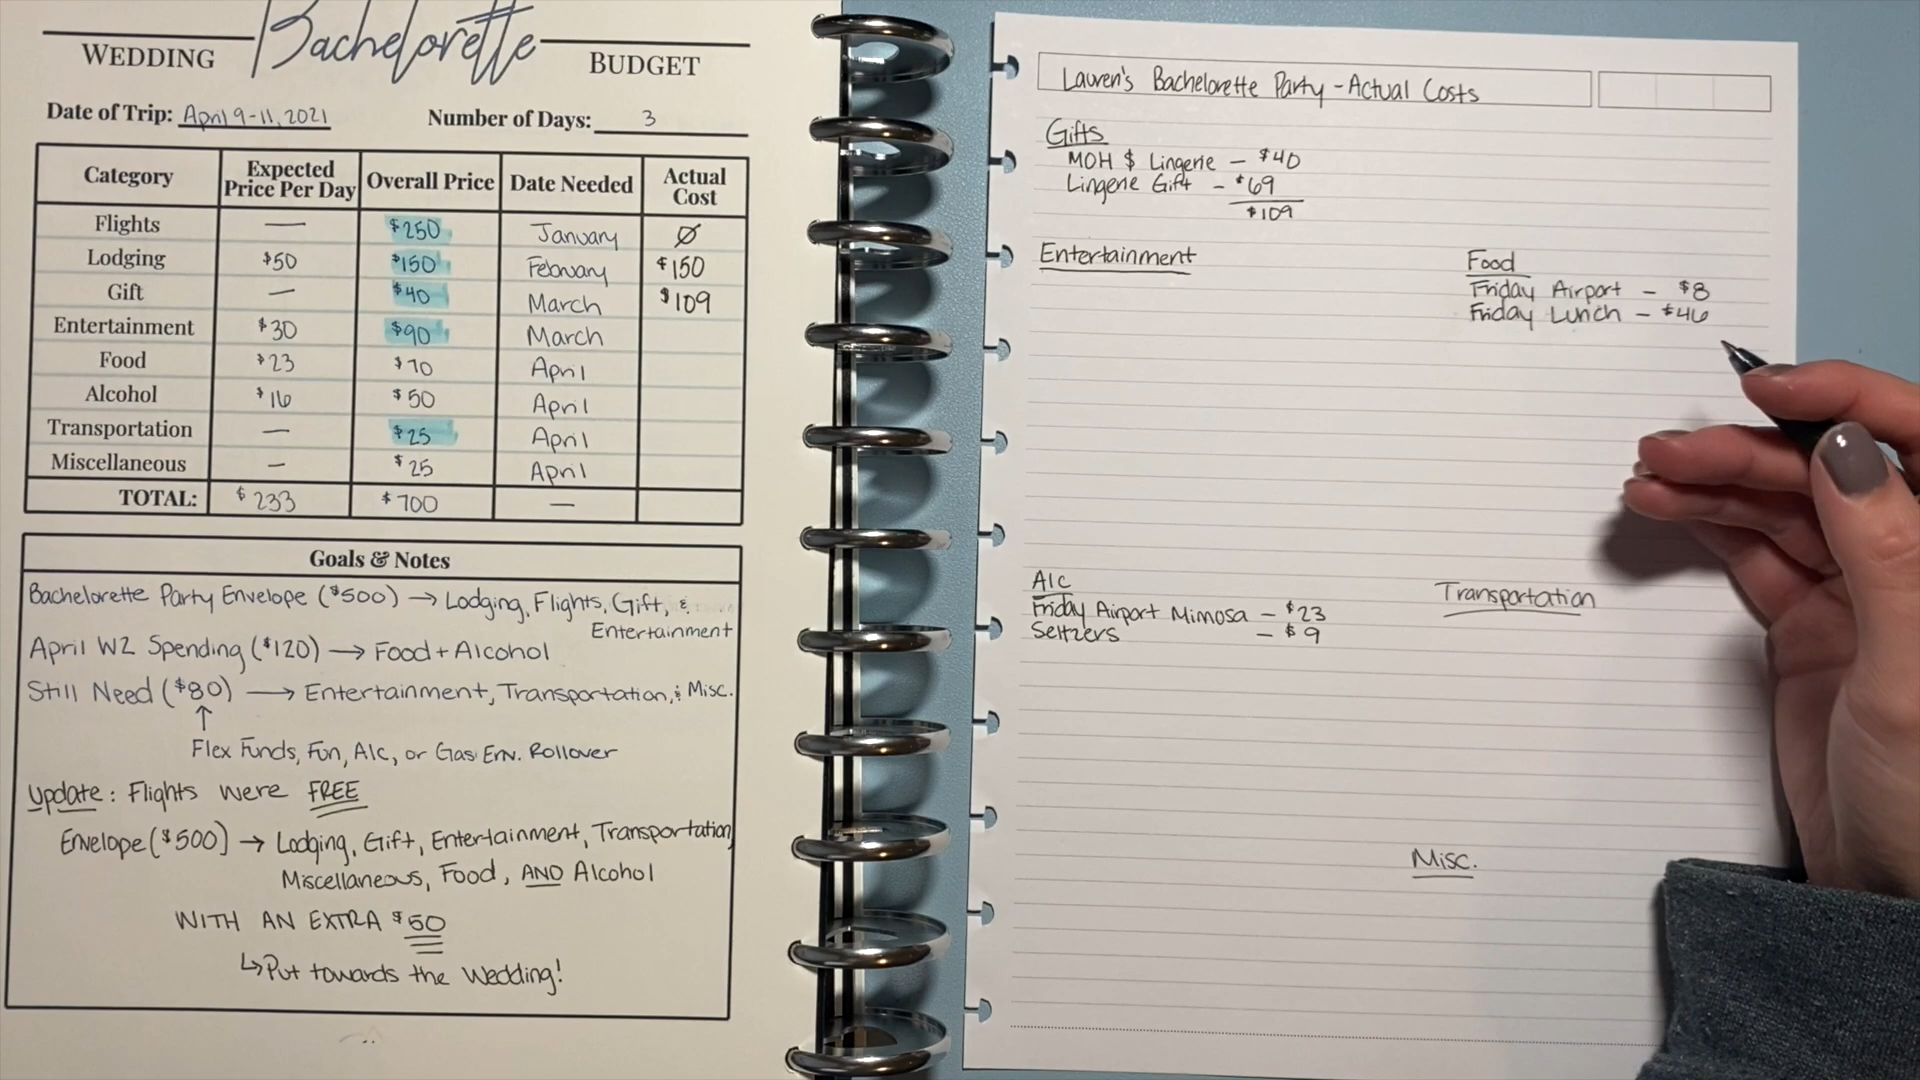 WEDDING Bachelorette BUDGET
Date of Trip: April 9-11, 2021 Number of Days: 3
Category Expected Price Per Day Overall Price Date Needed Actual Cost
Flights — $250 January Ø
Lodging $50 $150 February $150
Gift — $40 March $109
Entertainment $30 $90 March
Food $23 $70 April
Alcohol $16 $50 April
Transportation — $25 April
Miscellaneous — $25 April
TOTAL: $233 $700 —
Goals & Notes
Bachelorette Party Envelope ($500) → Lodging, Flights, Gift, &
Entertainment
April W2 Spending ($120) → Food + Alcohol
Still Need ($80) → Entertainment, Transportation, & Misc.
↑
Flex Funds, Fun, Alc, or Gas Env. Rollover
Update: Flights were FREE
Envelope ($500) → Lodging, Gift, Entertainment, Transportation,
Miscellaneous, Food, AND Alcohol
WITH AN EXTRA $50
↳ Put towards the Wedding!
Lauren's Bachelorette Party - Actual Costs
Gifts
MOH $ Lingerie — $40
Lingerie Gift — $69
$109
Entertainment
Food
Friday Airport — $8
Friday Lunch — $46
Alc
Friday Airport Mimosa — $23
Seltzers — $9
Transportation
Misc.